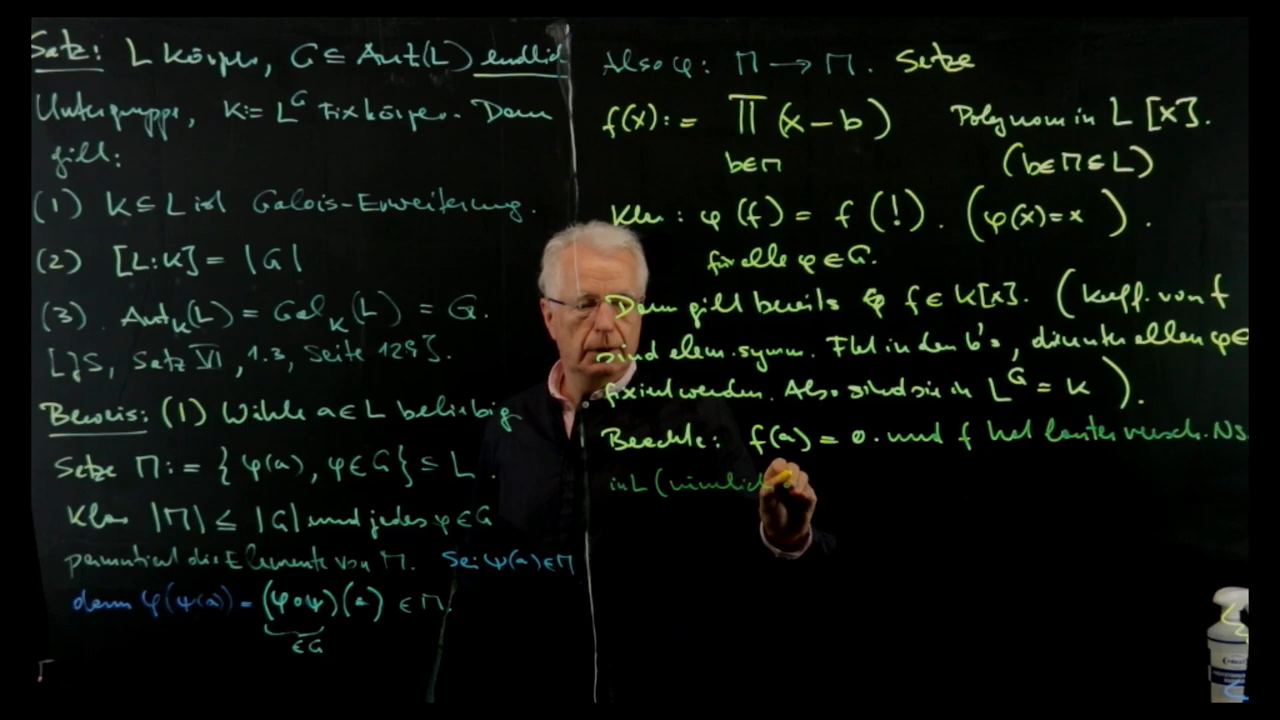 Satz: L Körper, G ⊆ Aut(L) endlich
Untergruppe, K := L^G Fixkörper. Dann
gilt:
(1) K ⊆ L ist Galois-Erweiterung.
(2) [L:K] = |G|
(3) Aut_K(L) = Gal_K(L) = G.
[JS, Satz VI, 1.3, Seite 129].
Beweis: (1) Wähle a ∈ L beliebig
Setze M := {φ(a), φ ∈ G} ⊆ L.
Klar |M| ≤ |G| und jedes φ ∈ G
permutiert die Elemente von M. Sei ψ(a) ∈ M
dann φ(ψ(a)) = (φ∘ψ)(a) ∈ M.
∈ G
Also φ: M → M. Setze
f(x) := ∏ (x - b) Polynom in L[x].
b ∈ M (b ∈ M ⊆ L)
Klar: φ(f) = f (!). (φ(x) = x).
für alle φ ∈ G.
Dann gilt bereits f ∈ K[x]. (Koeff. von f
sind elem. symm. Fkt in den b's, die unter allen φ ∈
fixiert werden. Also sind sie in L^G = K).
Beachte: f(a) = 0. und f hat lauter versch. Ns.
in L (nämlich